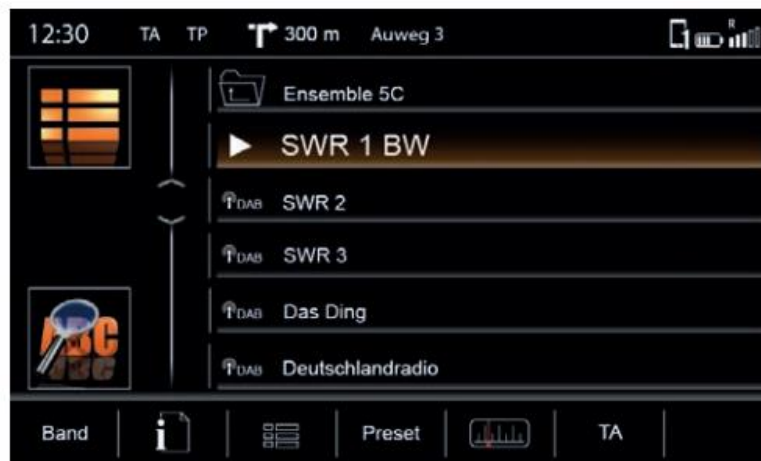 12:30 TA TP 300 m Auweg 3 R
Ensemble 5C
SWR 1 BW
DAB SWR 2
DAB SWR 3
ABC
DAB Das Ding
DAB Deutschlandradio
Band i Preset TA